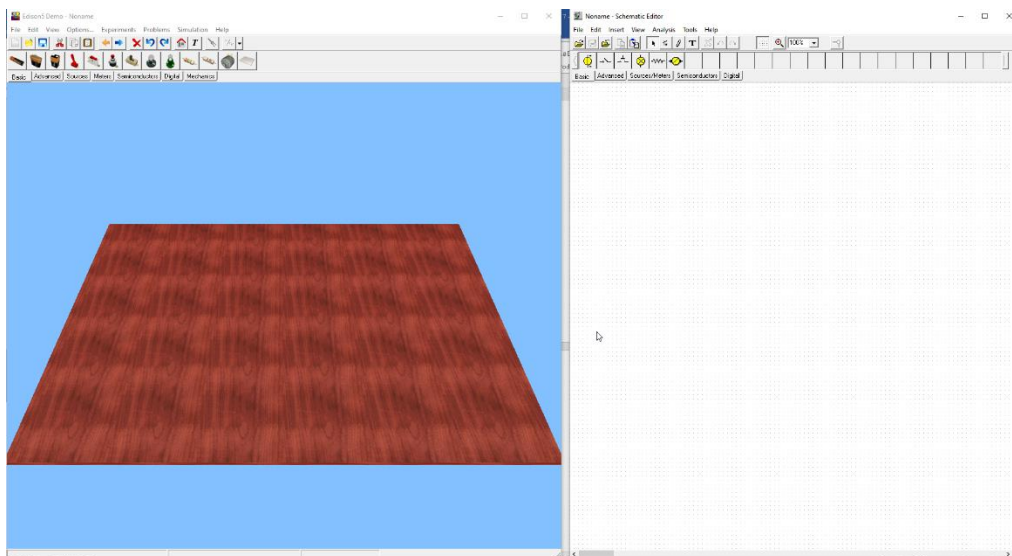 Edison5 Demo - Noname
File Edit View Options... Experiments Problems Simulation Help
T
Basic Advanced Sources Meters Semiconductors Digital Mechanics
Noname - Schematic Editor
File Edit Insert View Analysis Tools Help
T 100%
Basic Advanced Sources/Meters Semiconductors Digital